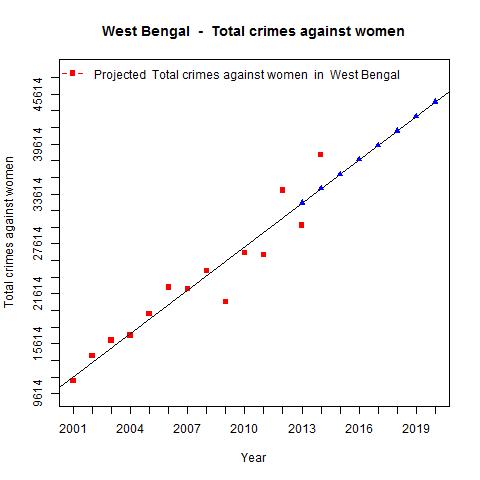 West Bengal - Total crimes against women
Projected Total crimes against women in West Bengal
Total crimes against women
45614
39614
33614
27614
21614
15614
9614
2001 2004 2007 2010 2013 2016 2019
Year